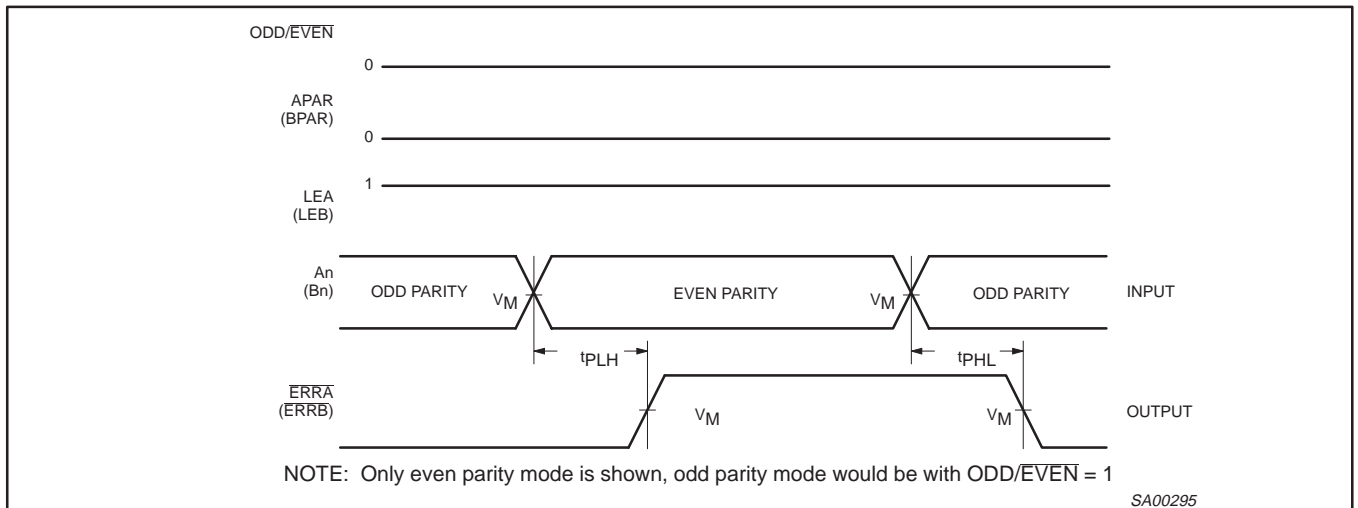 ODD/EVEN
0
APAR
(BPAR)
0
1
LEA
(LEB)
An
(Bn)
ODD PARITY
VM
EVEN PARITY
VM
ODD PARITY
INPUT
tPLH
tPHL
ERRA
(ERRB)
VM
VM
OUTPUT
NOTE: Only even parity mode is shown, odd parity mode would be with ODD/EVEN = 1
SA00295